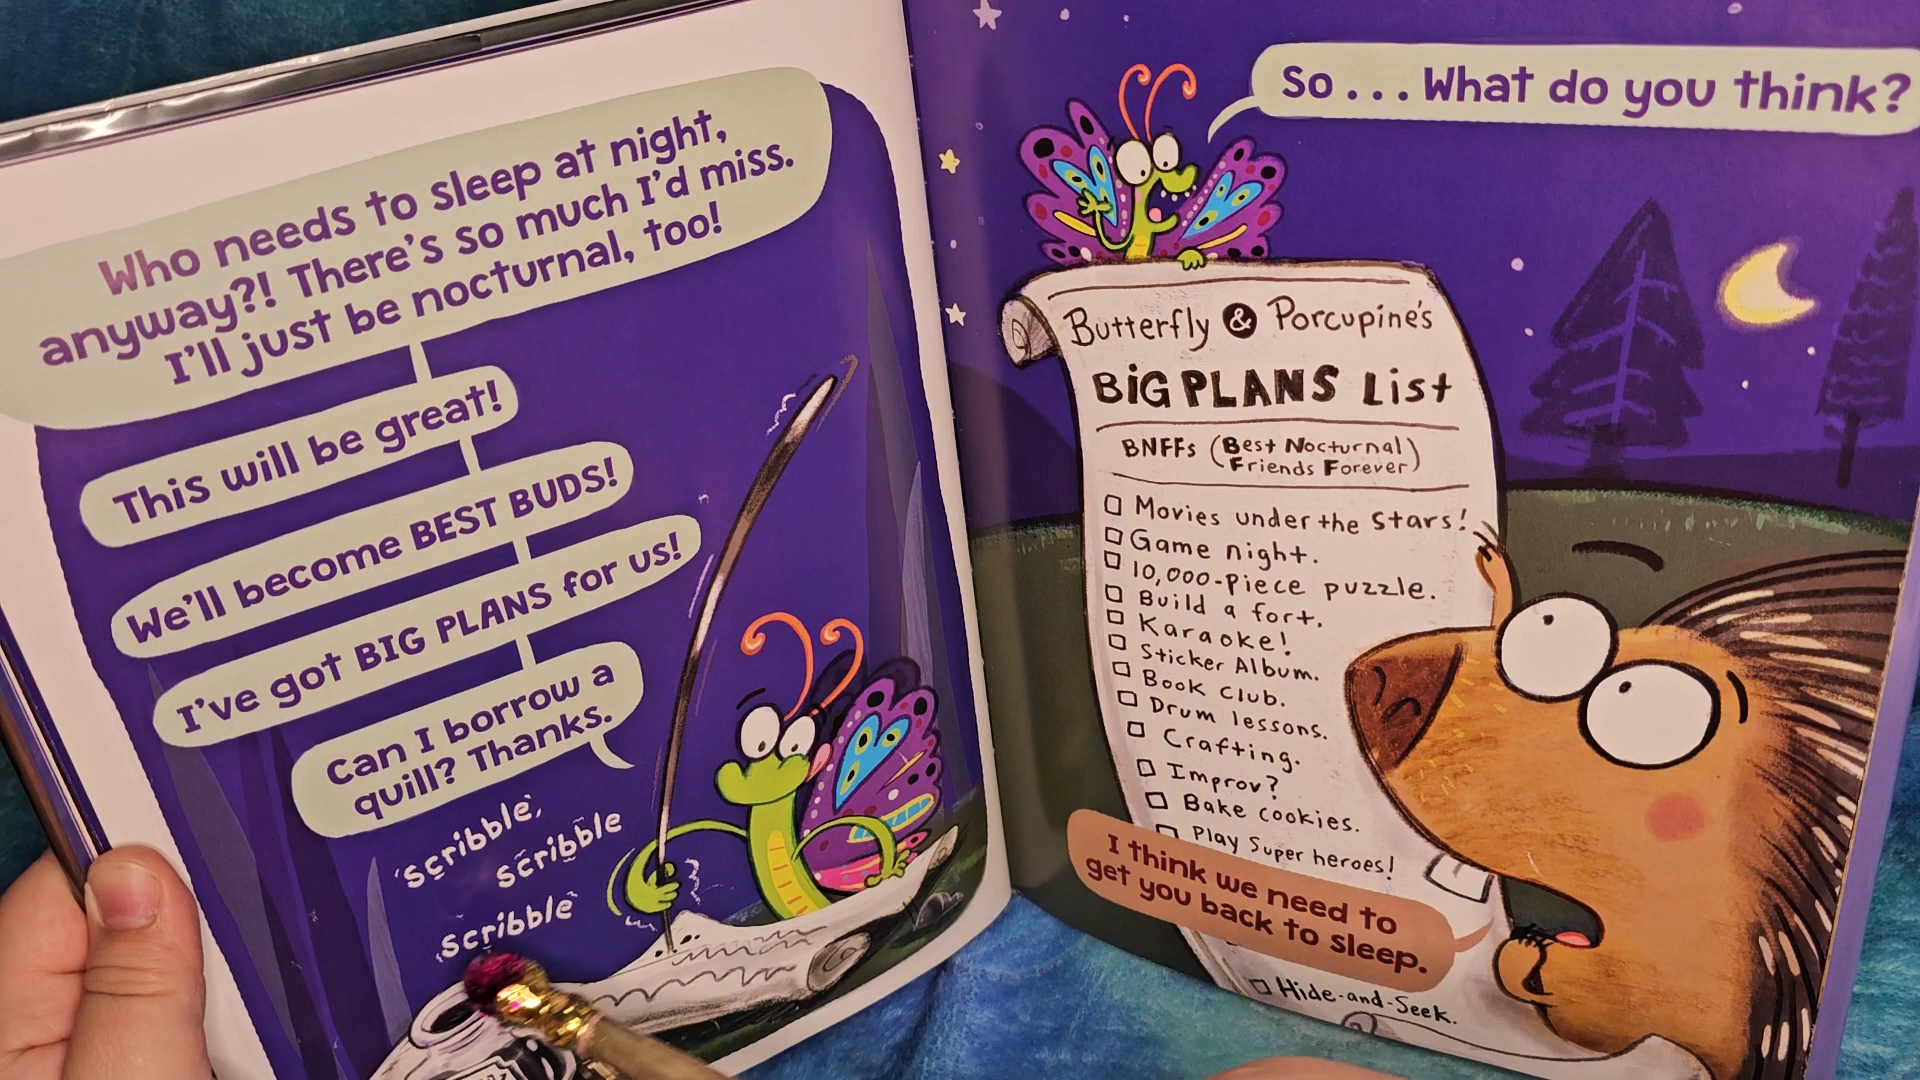 Who needs to sleep at night,
anyway?! There's so much I'd miss.
I'll just be nocturnal, too!
This will be great!
We'll become BEST BUDS!
I've got BIG PLANS for us!
Can I borrow a
quill? Thanks.
scribble,
scribble
scribble
So... What do you think?
Butterfly & Porcupine's
BIG PLANS List
BNFFs (Best Nocturnal
Friends Forever)
Movies under the stars!
Game night.
10,000-Piece puzzle.
Build a fort.
Karaoke!
Sticker Album.
Book Club.
Drum lessons.
Crafting.
Improv?
Bake cookies.
Play Super heroes!
I think we need to
get you back to sleep.
Hide-and-Seek.